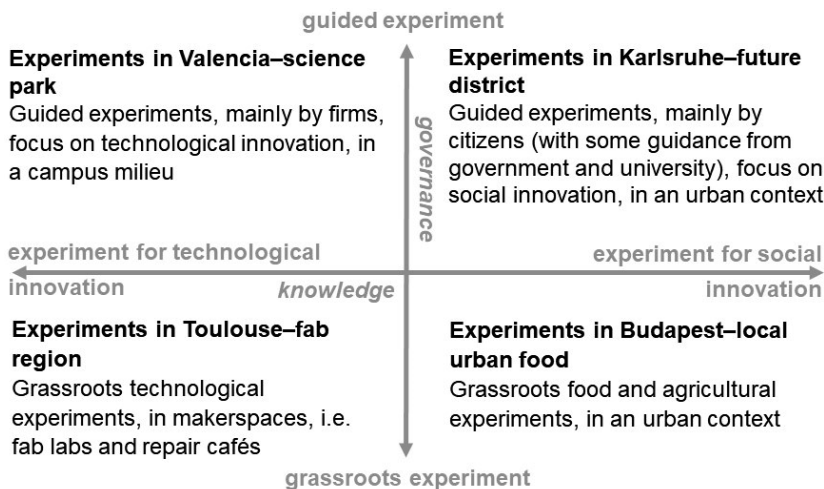 guided experiment
Experiments in Valencia–science
park
Guided experiments, mainly by firms,
focus on technological innovation, in
a campus milieu
Experiments in Karlsruhe–future
district
Guided experiments, mainly by
citizens (with some guidance from
government and university), focus on
social innovation, in an urban context
governance
experiment for technological
innovation
knowledge
experiment for social
innovation
Experiments in Toulouse–fab
region
Grassroots technological
experiments, in makerspaces, i.e.
fab labs and repair cafés
Experiments in Budapest–local
urban food
Grassroots food and agricultural
experiments, in an urban context
grassroots experiment